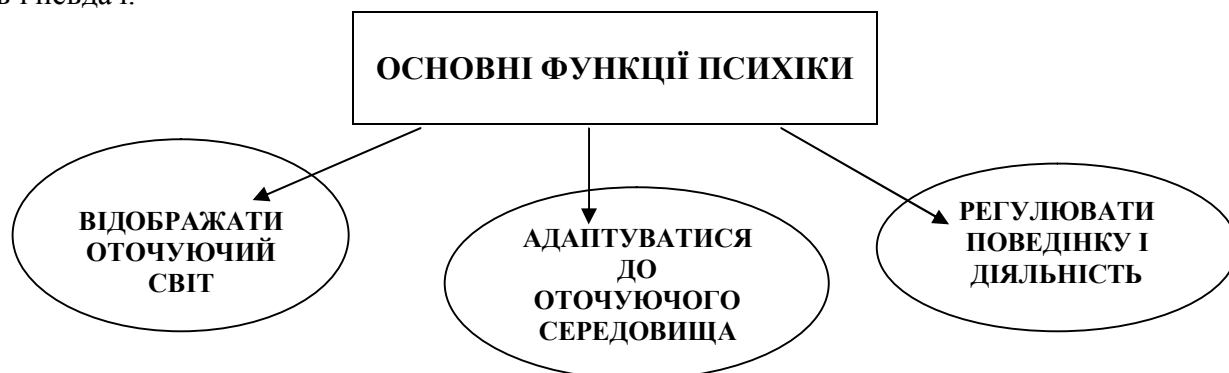 ОСНОВНІ ФУНКЦІЇ ПСИХІКИ
ВІДОБРАЖАТИ
ОТОЧУЮЧИЙ
СВІТ
АДАПТУВАТИСЯ
ДО
ОТОЧУЮЧОГО
СЕРЕДОВИЩА
РЕГУЛЮВАТИ
ПОВЕДІНКУ І
ДІЯЛЬНІСТЬ